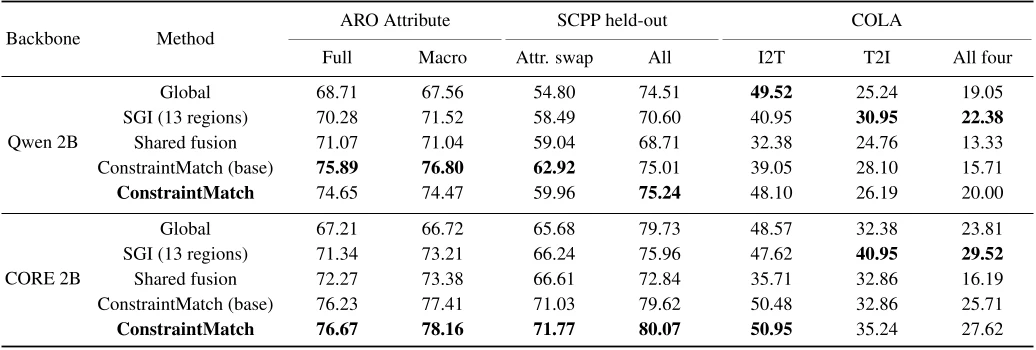 Backbone Method ARO Attribute SCPP held-out COLA
Full Macro Attr. swap All I2T T2I All four
Qwen 2B
Global 68.71 67.56 54.80 74.51 49.52 25.24 19.05
SGI (13 regions) 70.28 71.52 58.49 70.60 40.95 30.95 22.38
Shared fusion 71.07 71.04 59.04 68.71 32.38 24.76 13.33
ConstraintMatch (base) 75.89 76.80 62.92 75.01 39.05 28.10 15.71
ConstraintMatch 74.65 74.47 59.96 75.24 48.10 26.19 20.00
CORE 2B
Global 67.21 66.72 65.68 79.73 48.57 32.38 23.81
SGI (13 regions) 71.34 73.21 66.24 75.96 47.62 40.95 29.52
Shared fusion 72.27 73.38 66.61 72.84 35.71 32.86 16.19
ConstraintMatch (base) 76.23 77.41 71.03 79.62 50.48 32.86 25.71
ConstraintMatch 76.67 78.16 71.77 80.07 50.95 35.24 27.62